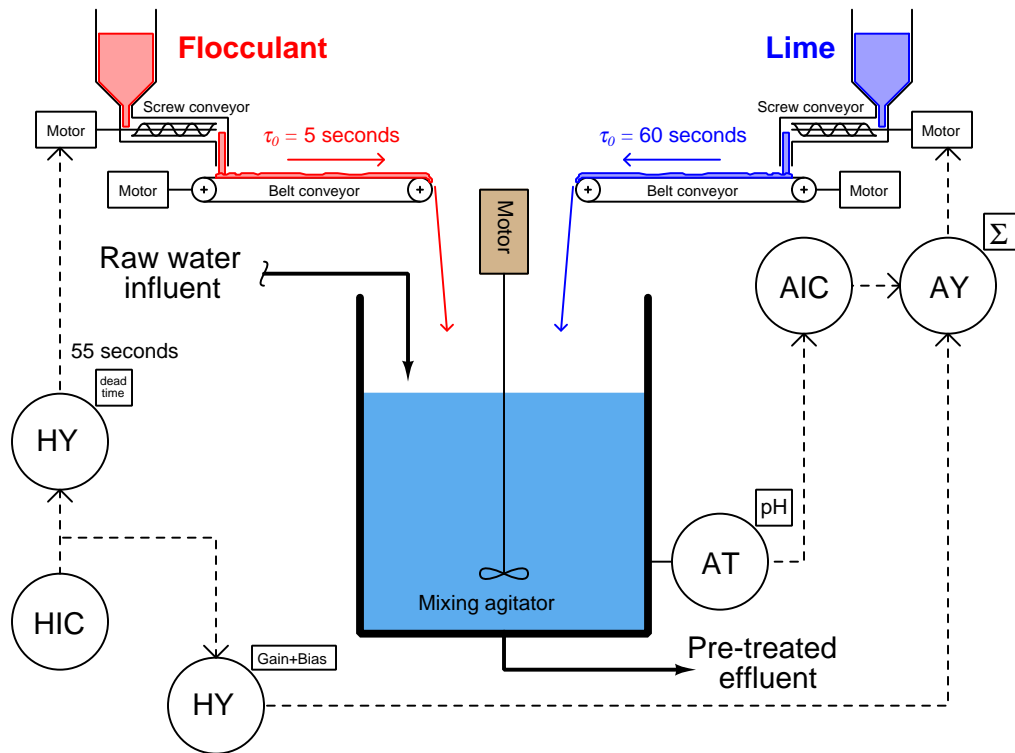 Flocculant
Lime
Screw conveyor
Screw conveyor
Motor
τ0 = 5 seconds
τ0 = 60 seconds
Motor
Motor
Belt conveyor
Belt conveyor
Motor
Motor
Σ
Raw water
influent
AIC
AY
55 seconds
dead
time
HY
pH
AT
HIC
Mixing agitator
Gain+Bias
HY
Pre-treated
effluent